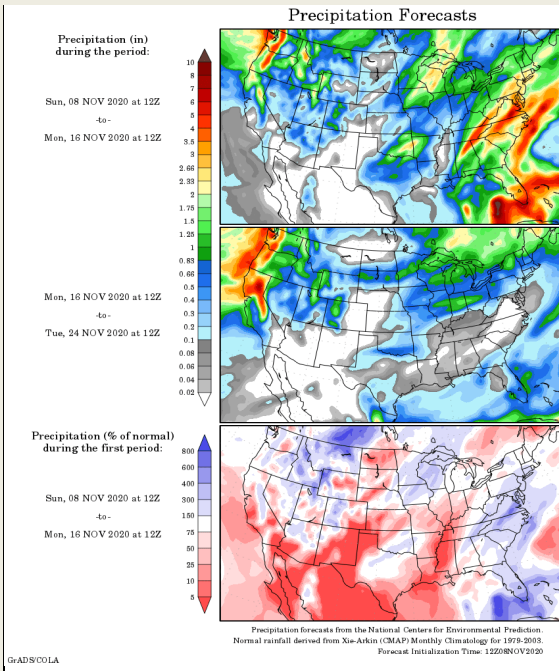 Precipitation Forecasts
Precipitation (in)
during the period:
Sun, 08 NOV 2020 at 12Z
-to-
Mon, 16 NOV 2020 at 12Z
10
8
7
6
5
4
3.5
3
2.66
2.33
2
1.75
1.5
1.25
1
0.83
0.66
0.5
0.4
0.3
0.2
0.1
0.08
0.06
0.04
0.02
Mon, 16 NOV 2020 at 12Z
-to-
Tue, 24 NOV 2020 at 12Z
Precipitation (% of normal)
during the first period:
Sun, 08 NOV 2020 at 12Z
-to-
Mon, 16 NOV 2020 at 12Z
800
600
400
300
150
75
50
25
10
5
Precipitation forecasts from the National Centers for Environmental Prediction.
Normal rainfall derived from Xie-Arkin (CMAP) Monthly Climatology for 1979-2003.
Forecast Initialization Time: 12Z08NOV2020
GrADS/COLA